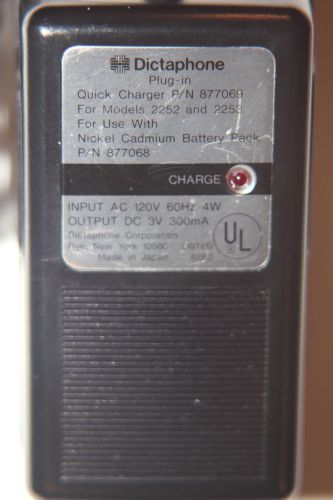 Dictaphone
Plug-in
Quick Charger P/N 877069
For Models 2252 and 2253
For Use With
Nickel Cadmium Battery Pack
P/N 877068
CHARGE
INPUT AC 120V 60Hz 4W
OUTPUT DC 3V 300mA
UL
Dictaphone Corporation
Rye, New York 10580 LISTED
Made in Japan